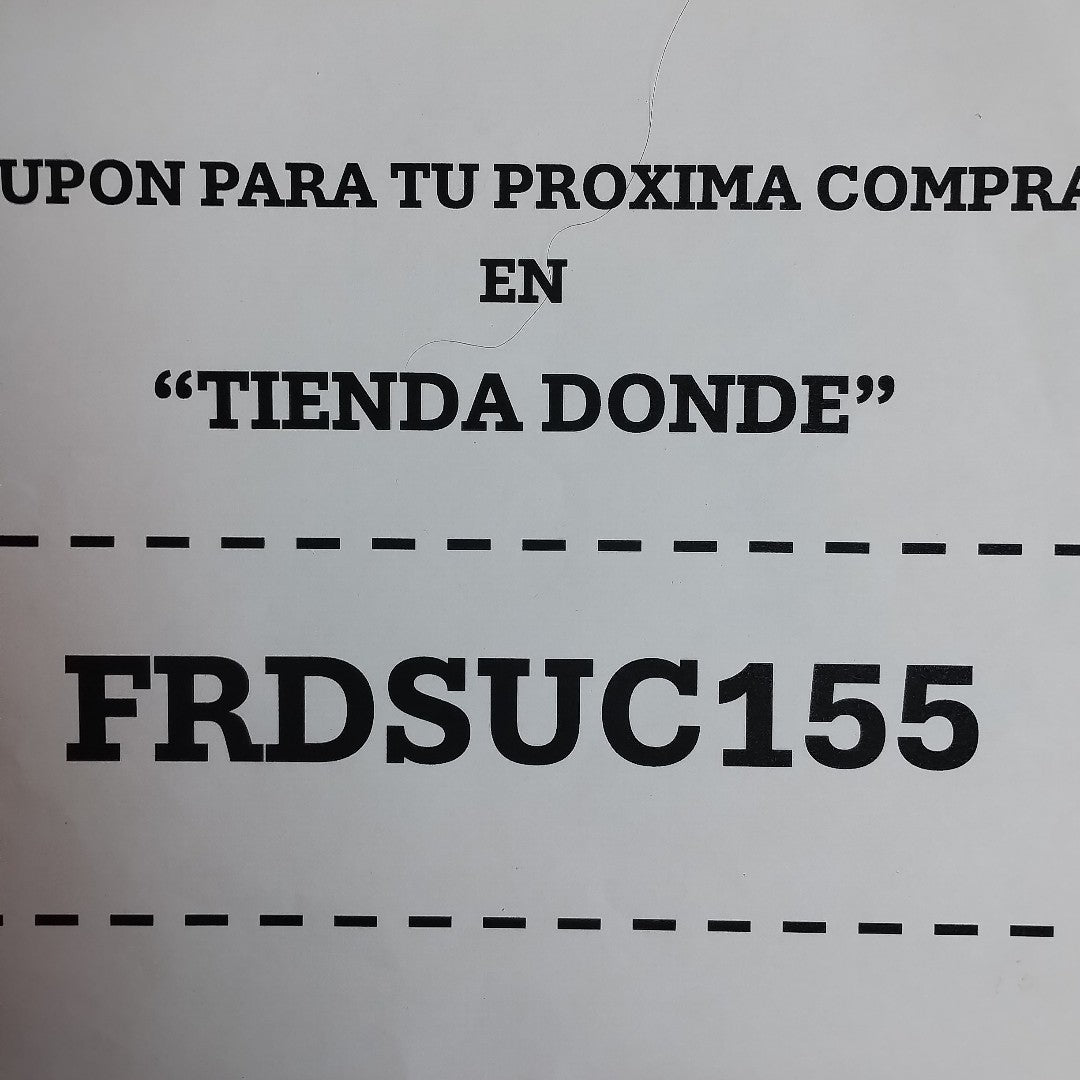 UPON PARA TU PROXIMA COMPRA
EN
“TIENDA DONDE”
FRDSUC155